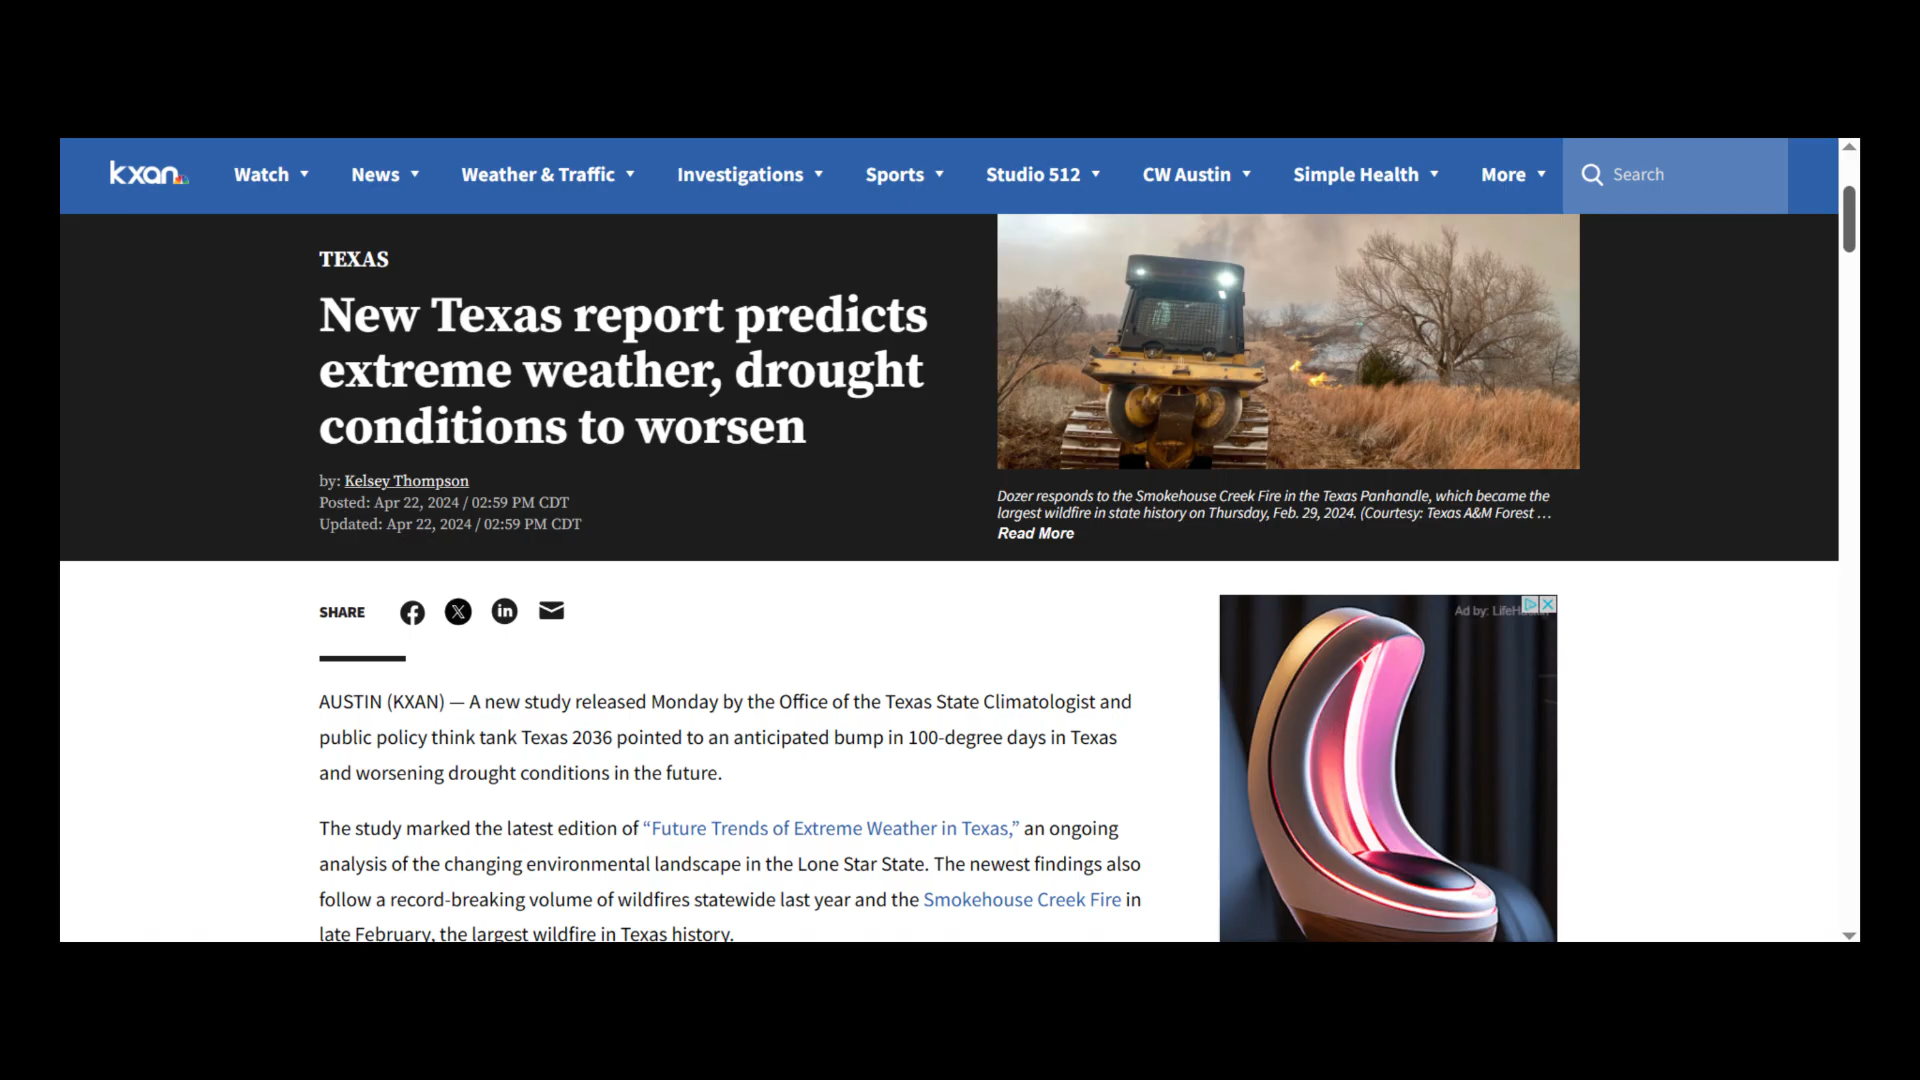 kxan
Watch
News
Weather & Traffic
Investigations
Sports
Studio 512
CW Austin
Simple Health
More
Search
TEXAS
New Texas report predicts
extreme weather, drought
conditions to worsen
by: Kelsey Thompson
Posted: Apr 22, 2024 / 02:59 PM CDT
Updated: Apr 22, 2024 / 02:59 PM CDT
Dozer responds to the Smokehouse Creek Fire in the Texas Panhandle, which became the
largest wildfire in state history on Thursday, Feb. 29, 2024. (Courtesy: Texas A&M Forest …
Read More
SHARE
Ad by:
AUSTIN (KXAN) — A new study released Monday by the Office of the Texas State Climatologist and
public policy think tank Texas 2036 pointed to an anticipated bump in 100-degree days in Texas
and worsening drought conditions in the future.
The study marked the latest edition of “Future Trends of Extreme Weather in Texas,” an ongoing
analysis of the changing environmental landscape in the Lone Star State. The newest findings also
follow a record-breaking volume of wildfires statewide last year and the Smokehouse Creek Fire in
late February, the largest wildfire in Texas history.